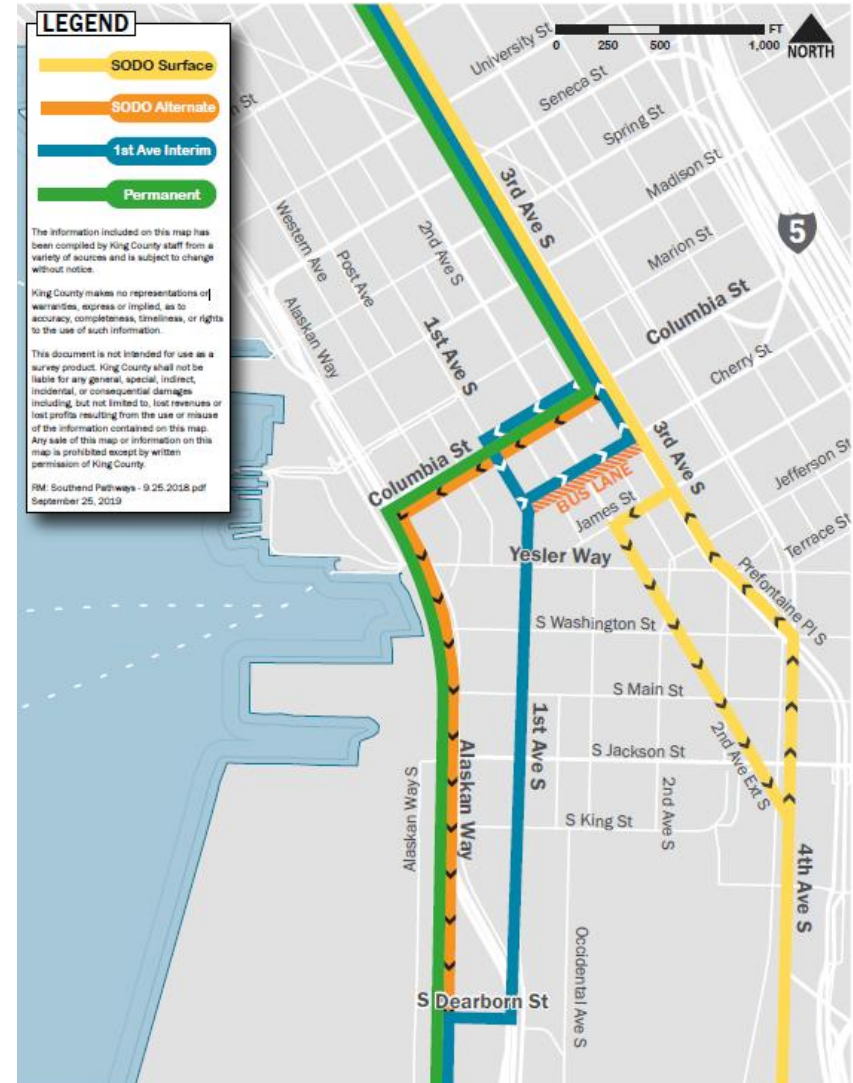 LEGEND
SODO Surface
SODO Alternate
1st Ave Interim
Permanent
The information included on this map has
been compiled by King County staff from a
variety of sources and is subject to change
without notice.
King County makes no representations or
warranties, express or implied, as to
accuracy, completeness, timeliness, or rights
to the use of such information.
This document is not intended for use as a
survey product. King County shall not be
liable for any general, special, indirect,
incidental, or consequential damages
including, but not limited to, lost revenues or
lost profits resulting from the use or misuse
of the information contained on this map.
Any sale of this map or information on this
map is prohibited except by written
permission of King County.
RM: Southend Pathways - 9.25.2018.pdf
September 25, 2019
FT
0 250 500 1,000
NORTH
University St
Seneca St
Spring St
Madison St
Marion St
Columbia St
Cherry St
Jefferson St
Terrace St
5
St
3rd Ave S
Western Ave
Post Ave
2nd Ave S
Alaskan Way
1st Ave S
3rd Ave S
Columbia St
BUS LANE
James St
Yesler Way
Prefontaine Pl S
S Washington St
S Main St
1st Ave S
S Jackson St
2nd Ave Ext S
Alaskan Way
S Alaskan Way S
2nd Ave S
S King St
4th Ave S
Occidental Ave S
S Dearborn St